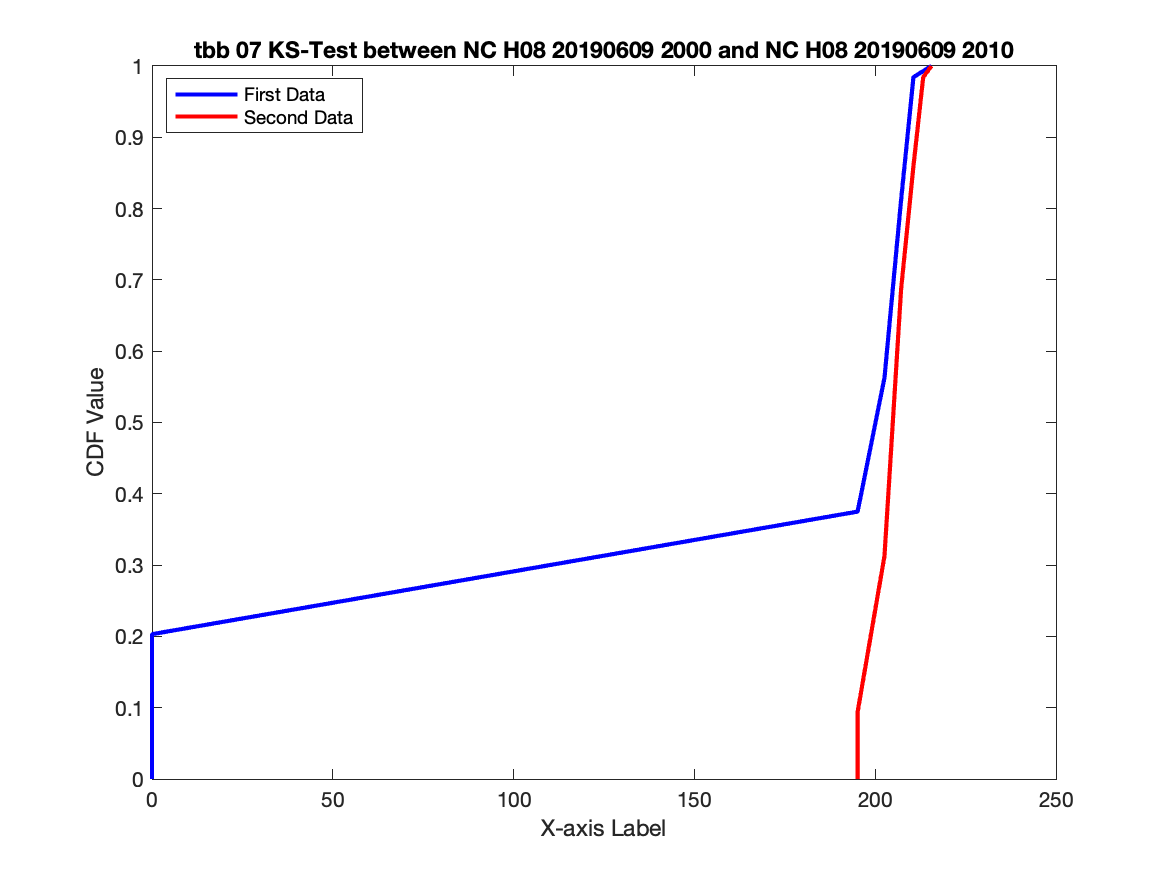 tbb 07 KS-Test between NC H08 20190609 2000 and NC H08 20190609 2010
First Data
Second Data
CDF Value
1
0.9
0.8
0.7
0.6
0.5
0.4
0.3
0.2
0.1
0
0 50 100 150 200 250
X-axis Label